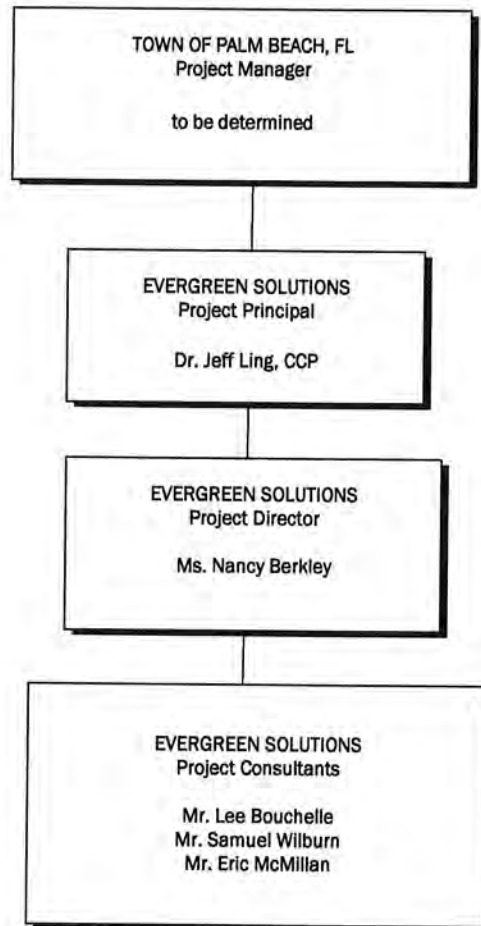 TOWN OF PALM BEACH, FL
Project Manager
to be determined
EVERGREEN SOLUTIONS
Project Principal
Dr. Jeff Ling, CCP
EVERGREEN SOLUTIONS
Project Director
Ms. Nancy Berkley
EVERGREEN SOLUTIONS
Project Consultants
Mr. Lee Bouchelle
Mr. Samuel Wilburn
Mr. Eric McMillan